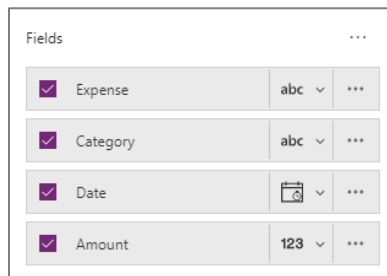 Fields
Expense abc
Category abc
Date
Amount 123